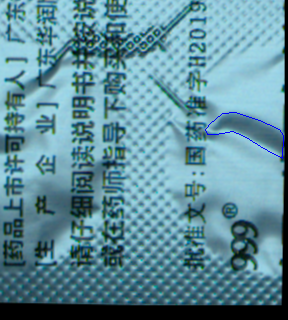 [药品上市许可持有人] 广东
[生 产 企 业] 广东华润
请仔细阅读说明书并按说
或在药师指导下购买和使
批准文号:国药准字H2019
999®